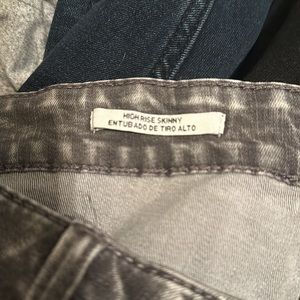 HIGH RISE SKINNY
ENTUBADO DE TIRO ALTO